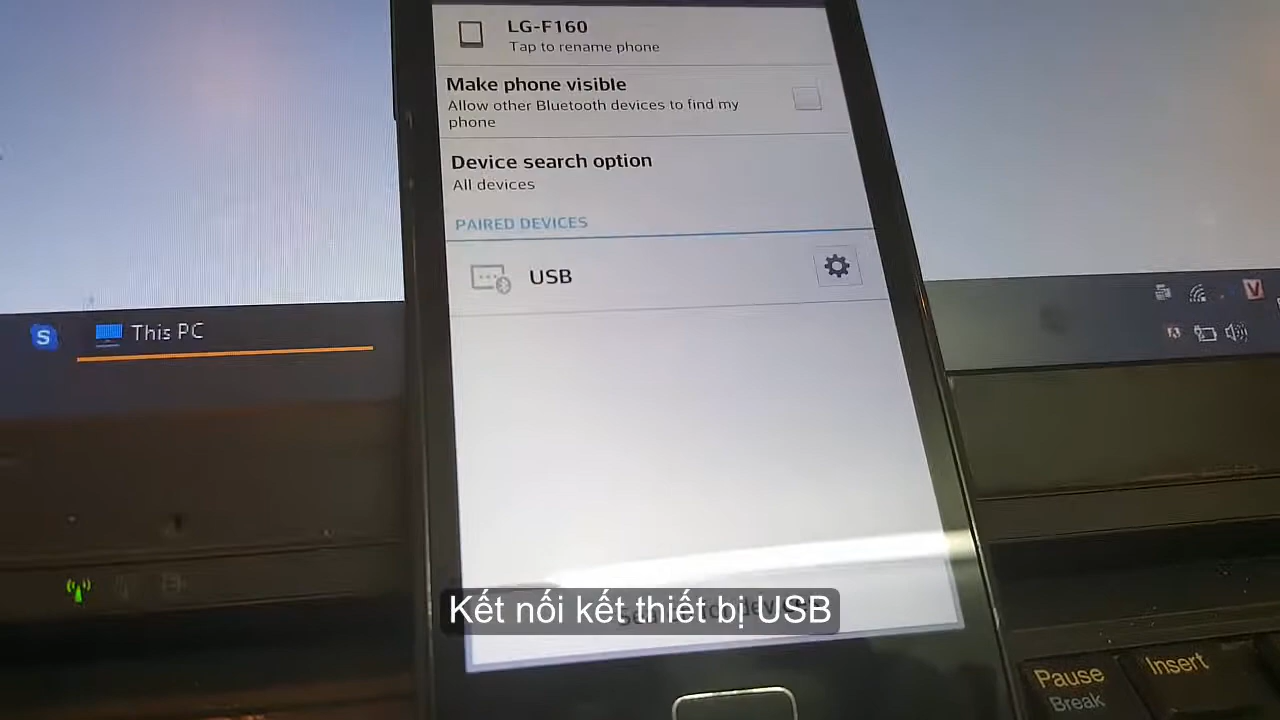 LG-F160
Tap to rename phone
Make phone visible
Allow other Bluetooth devices to find my
phone
Device search option
All devices
PAIRED DEVICES
USB
S
This PC
V
Kết nối kết thiết bị USB
Pause
Break
Insert